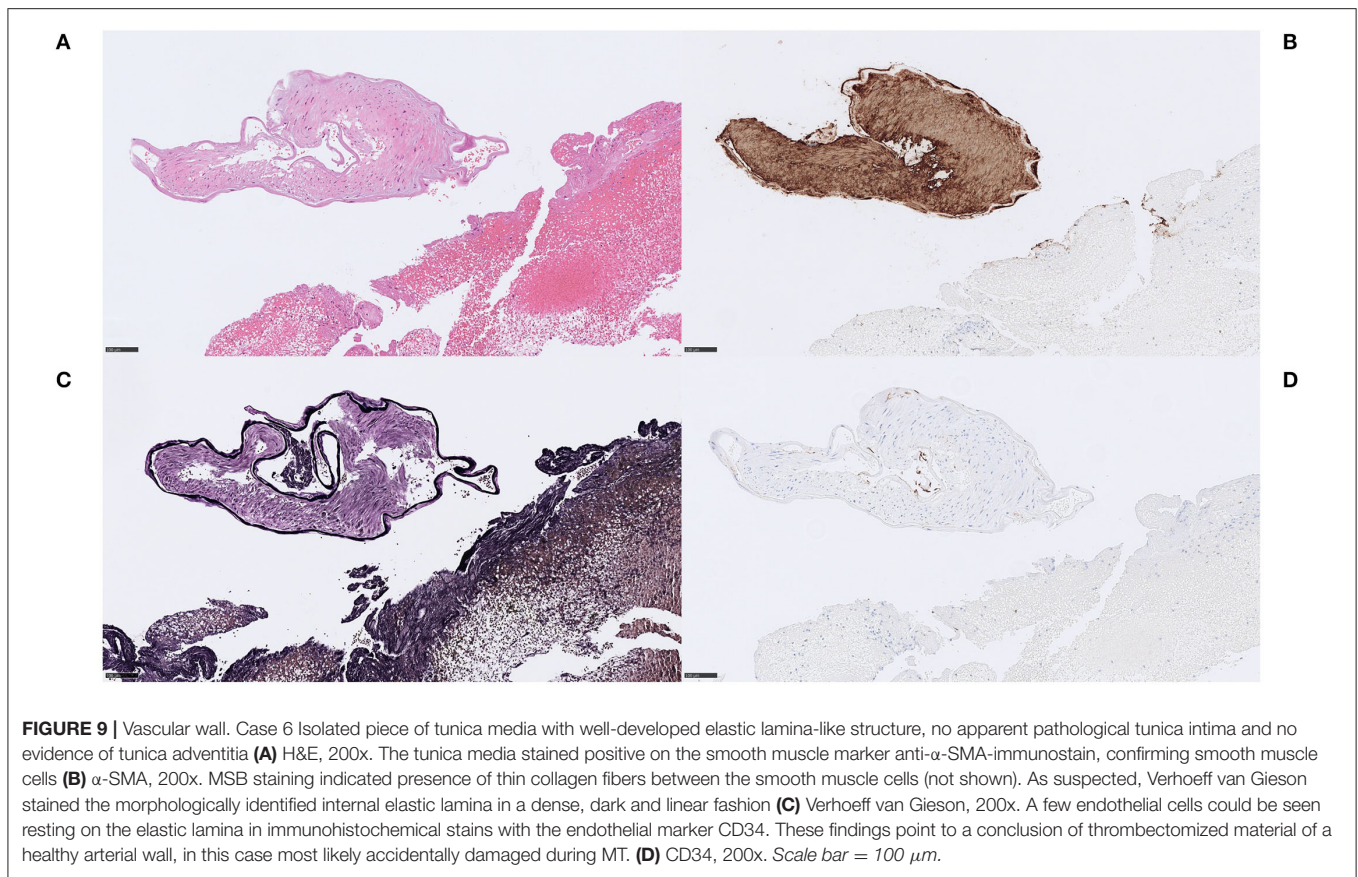 A
B
C
D
FIGURE 9 | Vascular wall. Case 6 Isolated piece of tunica media with well-developed elastic lamina-like structure, no apparent pathological tunica intima and no
evidence of tunica adventitia (A) H&E, 200x. The tunica media stained positive on the smooth muscle marker anti-α-SMA-immunostain, confirming smooth muscle
cells (B) α-SMA, 200x. MSB staining indicated presence of thin collagen fibers between the smooth muscle cells (not shown). As suspected, Verhoeff van Gieson
stained the morphologically identified internal elastic lamina in a dense, dark and linear fashion (C) Verhoeff van Gieson, 200x. A few endothelial cells could be seen
resting on the elastic lamina in immunohistochemical stains with the endothelial marker CD34. These findings point to a conclusion of thrombectomized material of a
healthy arterial wall, in this case most likely accidentally damaged during MT. (D) CD34, 200x. Scale bar = 100 μm.